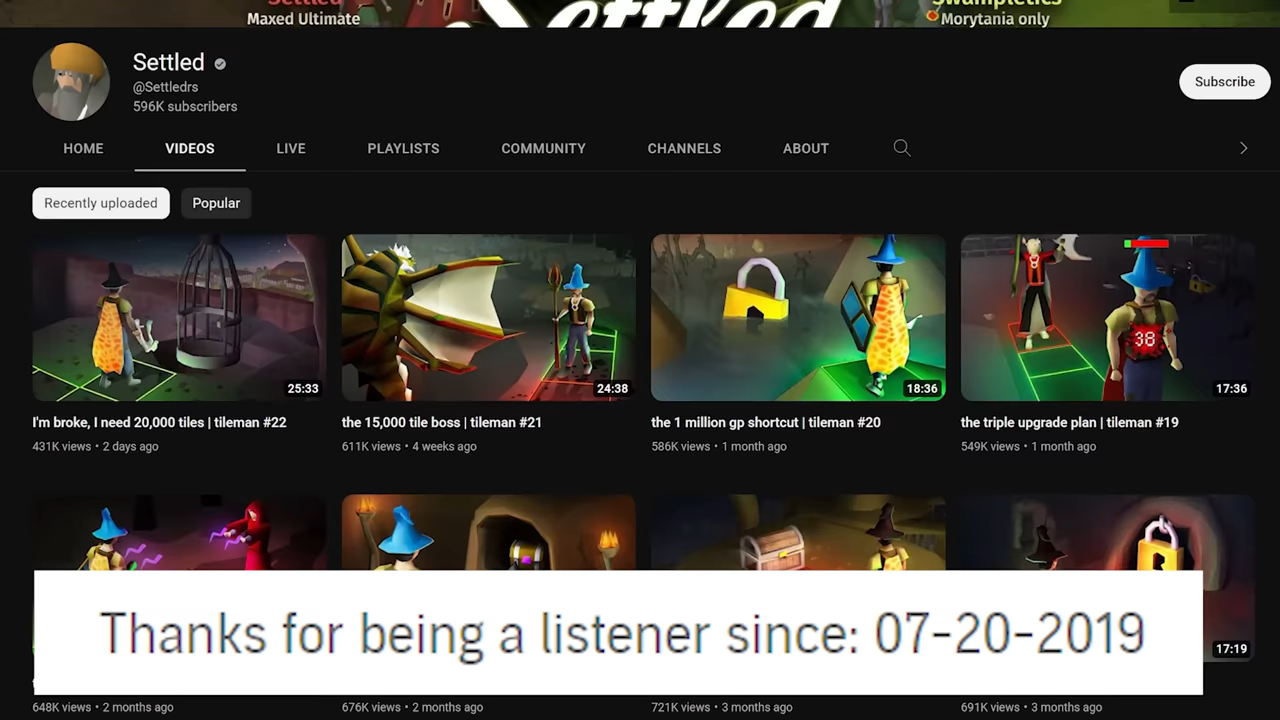 Settled
Maxed Ultimate
Settled
Swampletics
Morytania only
Settled
@Settledrs
596K subscribers
Subscribe
HOME
VIDEOS
LIVE
PLAYLISTS
COMMUNITY
CHANNELS
ABOUT
Recently uploaded
Popular
25:33
24:38
18:36
38
17:36
I'm broke, I need 20,000 tiles | tileman #22
the 15,000 tile boss | tileman #21
the 1 million gp shortcut | tileman #20
the triple upgrade plan | tileman #19
431K views • 2 days ago
611K views • 4 weeks ago
586K views • 1 month ago
549K views • 1 month ago
Thanks for being a listener since: 07-20-2019
17:19
648K views • 2 months ago
676K views • 2 months ago
721K views • 3 months ago
691K views • 3 months ago